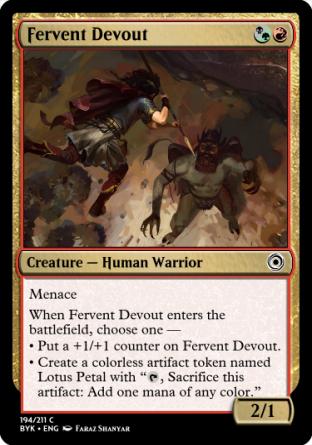 Fervent Devout
Creature — Human Warrior
Menace
When Fervent Devout enters the
battlefield, choose one —
• Put a +1/+1 counter on Fervent Devout.
• Create a colorless artifact token named
Lotus Petal with “, Sacrifice this
artifact: Add one mana of any color.”
2/1
194/211 C
BYK • ENG Faraz Shanyar